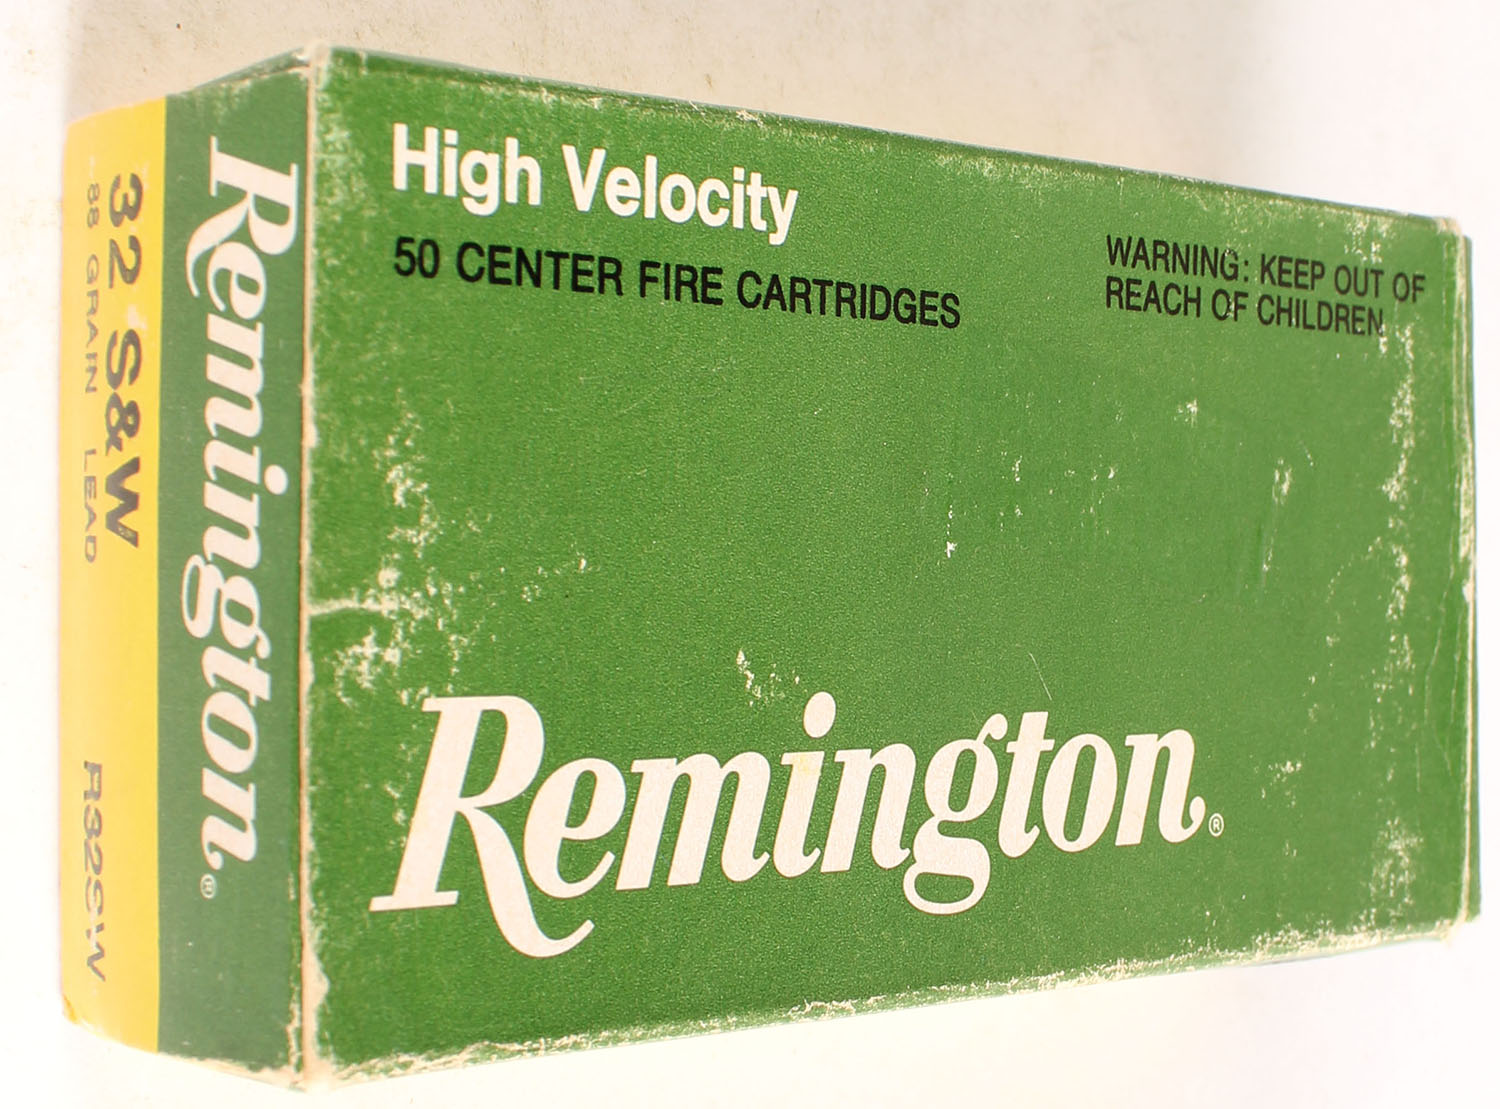 High Velocity
50 CENTER FIRE CARTRIDGES
WARNING: KEEP OUT OF
REACH OF CHILDREN
Remington®
Remington®
32 S&W
88 GRAIN LEAD
R32SW